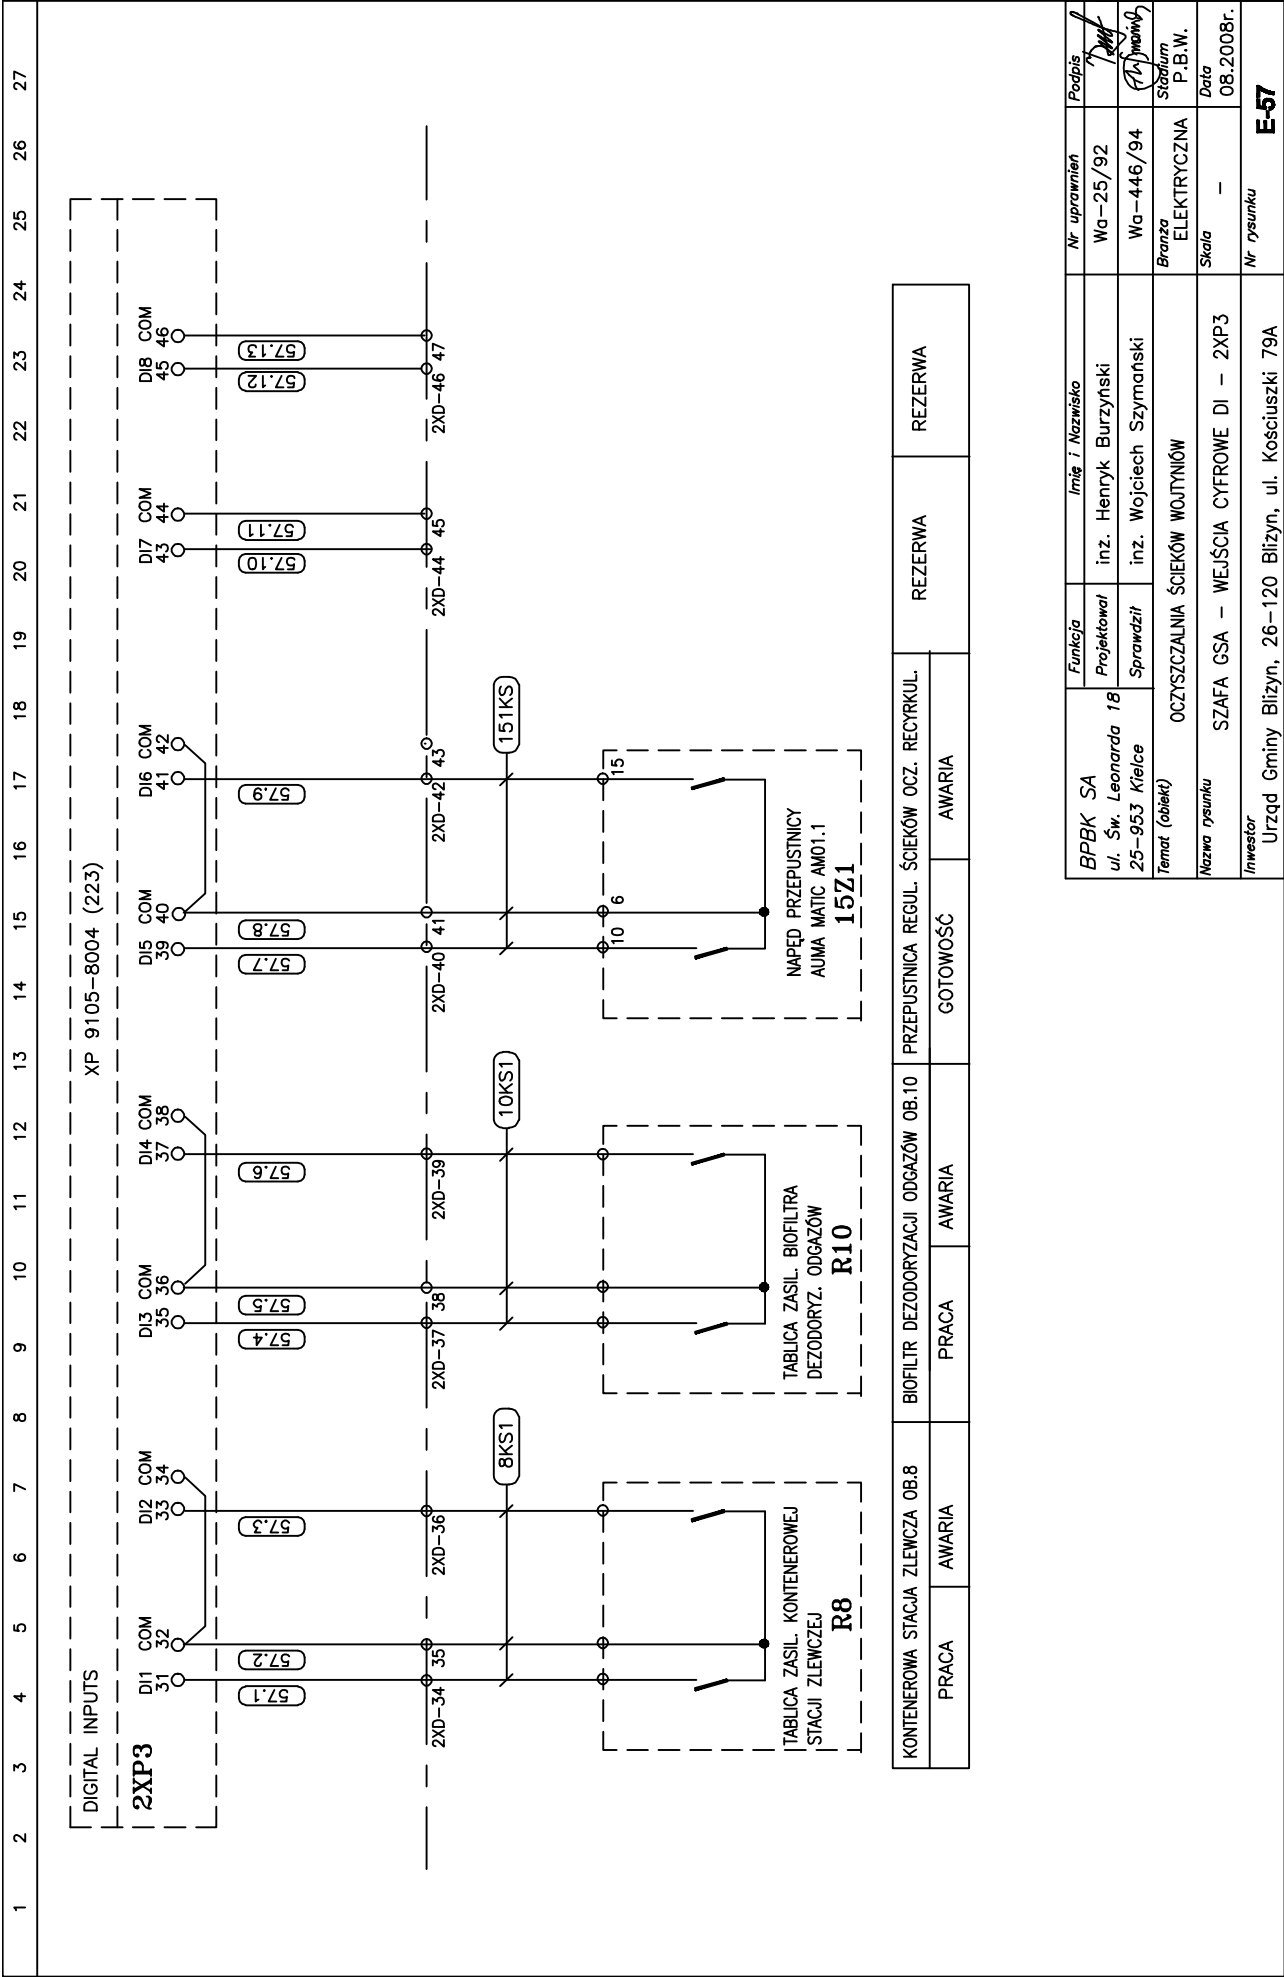 1 2 3 4 5 6 7 8 9 10 11 12 13 14 15 16 17 18 19 20 21 22 23 24 25 26 27
DIGITAL INPUTS XP 9105-8004 (223)
2XP3
DI1 COM DI2 COM DI3 COM DI4 COM DI5 COM DI6 COM DI7 COM DI8 COM
31 32 33 34 35 36 37 38 39 40 41 42 43 44 45 46
57.1 57.2 57.3 57.4 57.5 57.6 57.7 57.8 57.9 57.10 57.11 57.12 57.13
2XD-34 35 2XD-36 2XD-37 38 2XD-39 2XD-40 41 2XD-42 43 2XD-44 45 2XD-46 47
8KS1 10KS1 151KS
10 6 15
TABLICA ZASIL. KONTENEROWEJ
STACJI ZLEWCZEJ
R8
TABLICA ZASIL. BIOFILTRA
DEZODORYZ. ODGAZÓW
R10
NAPĘD PRZEPUSTNICY
AUMA MATIC AM01.1
15Z1
KONTENEROWA STACJA ZLEWCZA OB.8
PRACA AWARIA
BIOFILTR DEZODORYZACJI ODGAZÓW OB.10
PRACA AWARIA
PRZEPUSTNICA REGUL. ŚCIEKÓW OCZ. RECYRKUL.
GOTOWOŚĆ AWARIA
REZERWA
REZERWA
BPBK SA
ul. Św. Leonarda 18
25-953 Kielce
Funkcja Imię i Nazwisko Nr uprawnień Podpis
Projektował inż. Henryk Burzyński Wa-25/92
Sprawdził inż. Wojciech Szymański Wa-446/94
Temat (obiekt)
OCZYSZCZALNIA ŚCIEKÓW WOJTYNIÓW
Branża
ELEKTRYCZNA
Stadium
P.B.W.
Nazwa rysunku
SZAFA GSA - WEJŚCIA CYFROWE DI - 2XP3
Skala
-
Data
08.2008r.
Inwestor
Urząd Gminy Bliżyn, 26-120 Bliżyn, ul. Kościuszki 79A
Nr rysunku
E-57